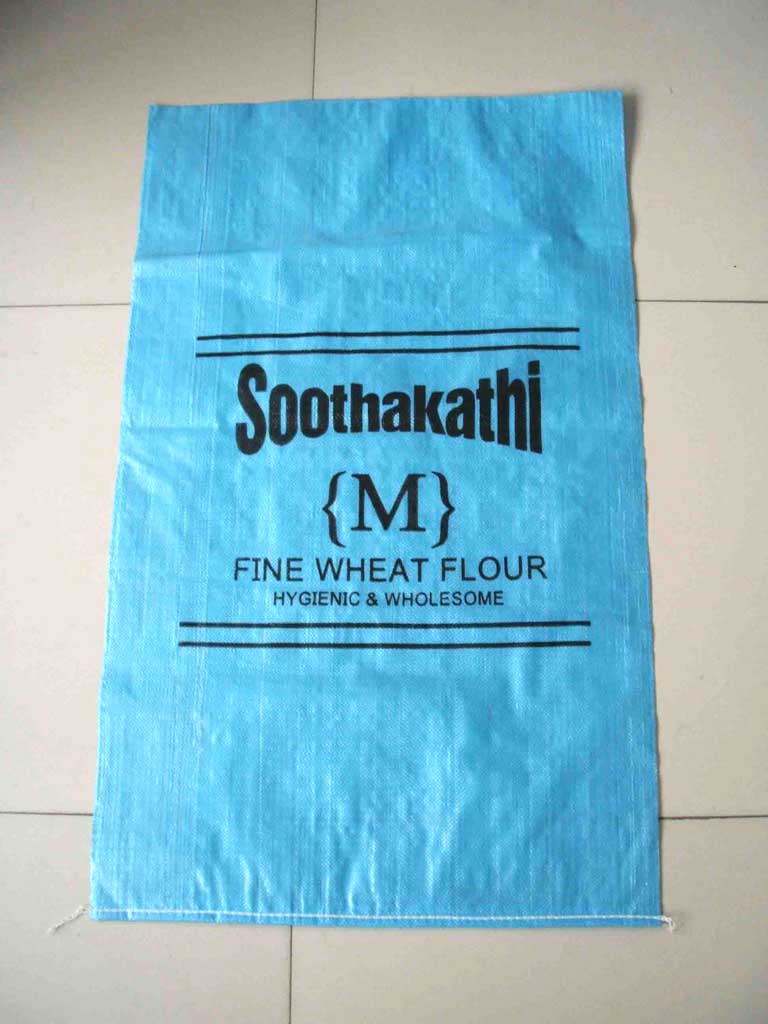 Soothakathi
{M}
FINE WHEAT FLOUR
HYGIENIC & WHOLESOME